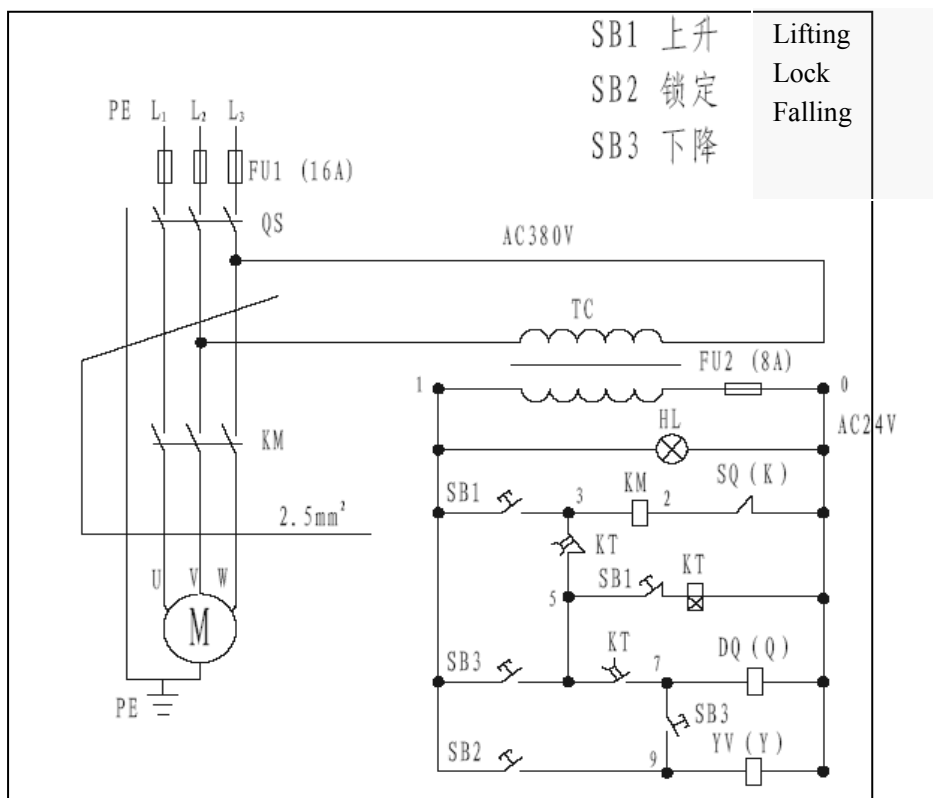 SB1 上升 Lifting
SB2 锁定 Lock
SB3 下降 Falling
PE L₁ L₂ L₃
FU1 (16A)
QS
AC380V
TC
FU2 (8A)
1
0
AC24V
HL
KM
SB1
3
KM
2
SQ (K)
KT
2.5mm²
U V W
5
SB1
KT
M
SB3
KT
7
DQ (Q)
SB3
PE
SB2
9
YV (Y)